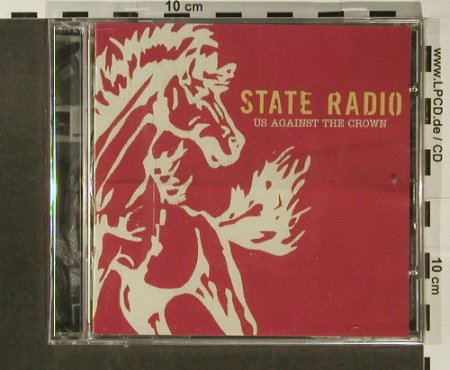 10 cm
STATE RADIO
US AGAINST THE CROWN
www.LPCD.de / CD
10 cm